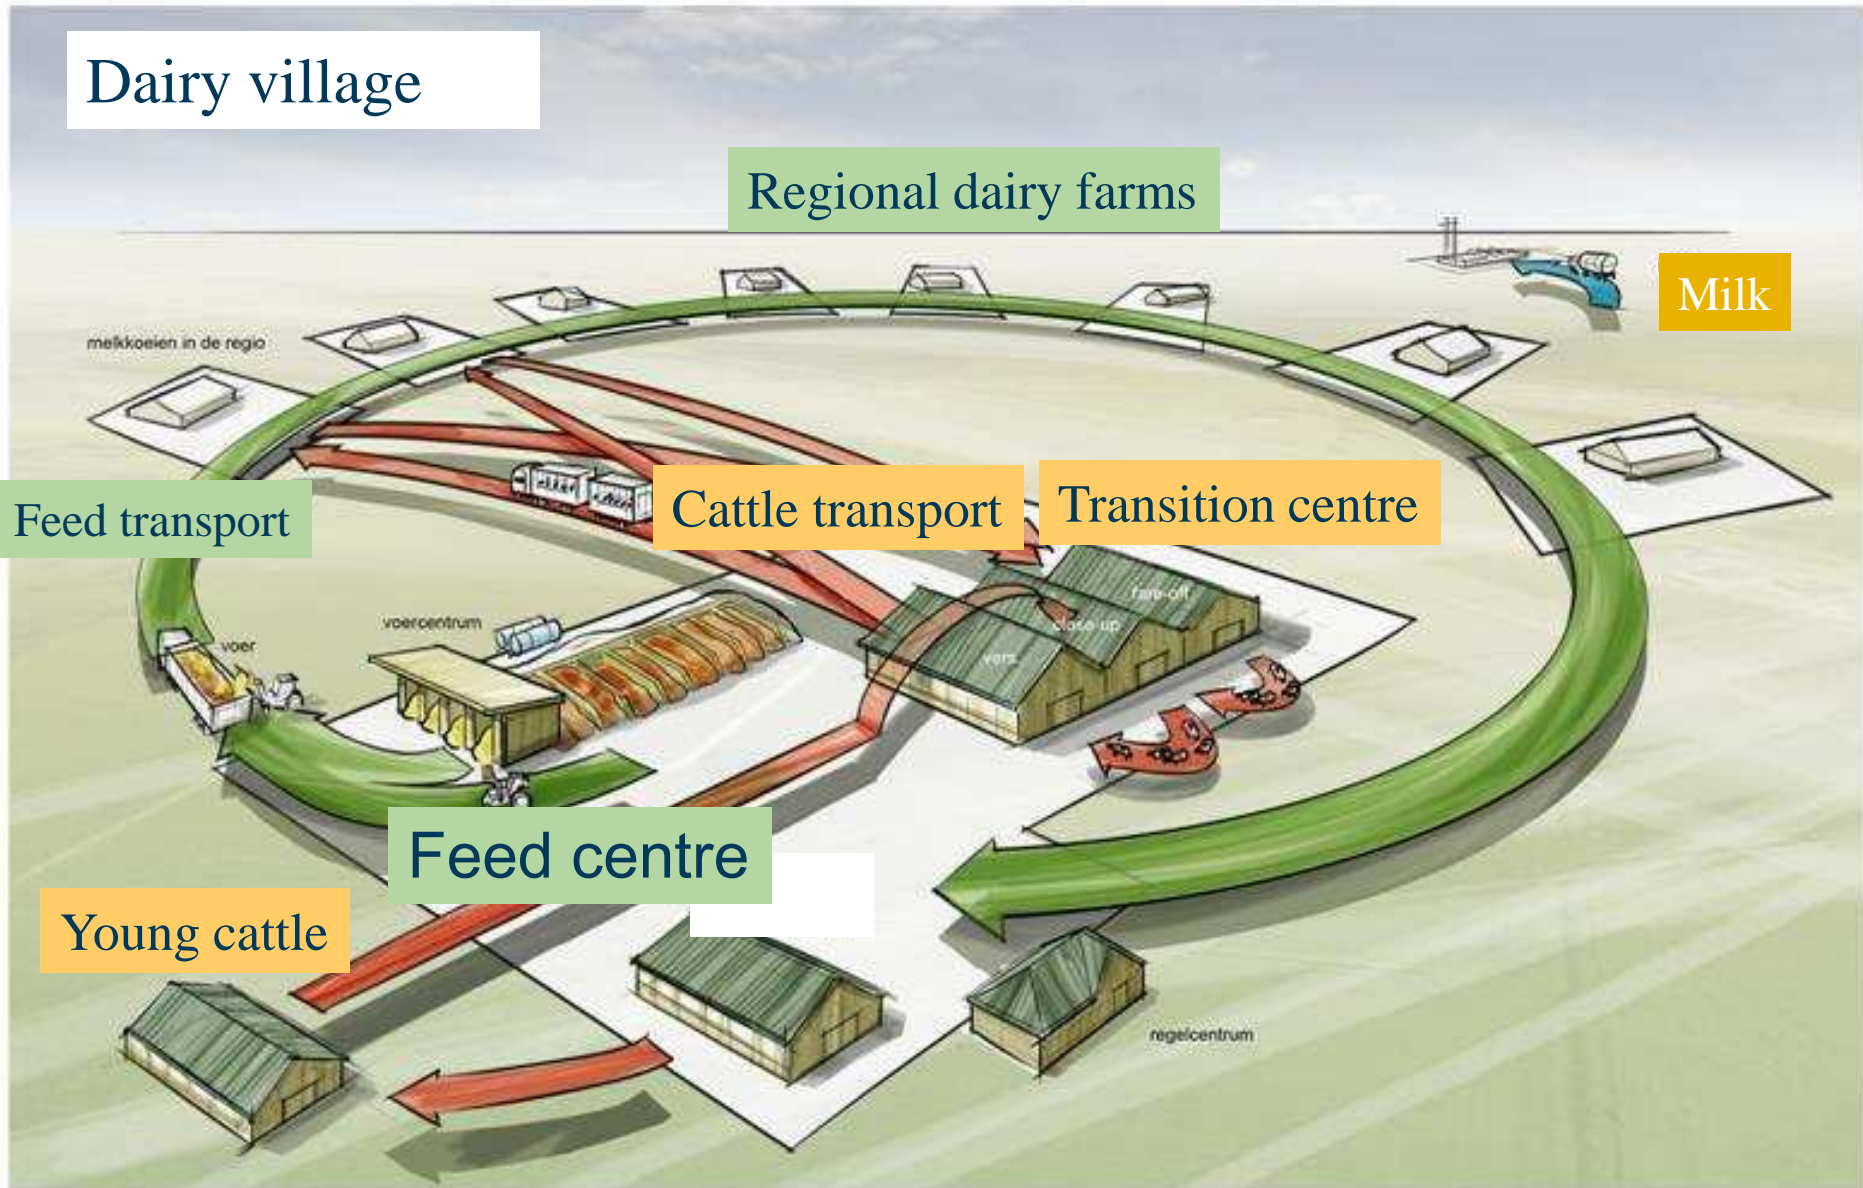 Dairy village
Regional dairy farms
Milk
melkkoeien in de regio
Cattle transport
Transition centre
Feed transport
far-off
close-up
vers
voercentrum
voer
Feed centre
Young cattle
regelcentrum